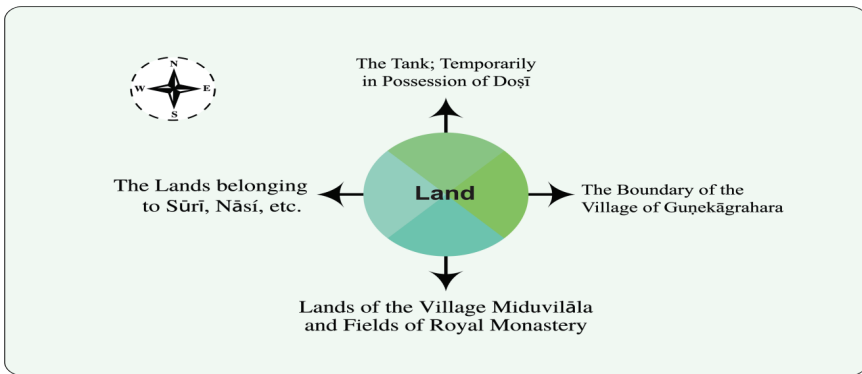 N
W E
S
The Tank; Temporarily
in Possession of Doṣī
The Lands belonging
to Sūrī, Nāsí, etc.
Land
The Boundary of the
Village of Guṇekāgrahara
Lands of the Village Miduvilāla
and Fields of Royal Monastery